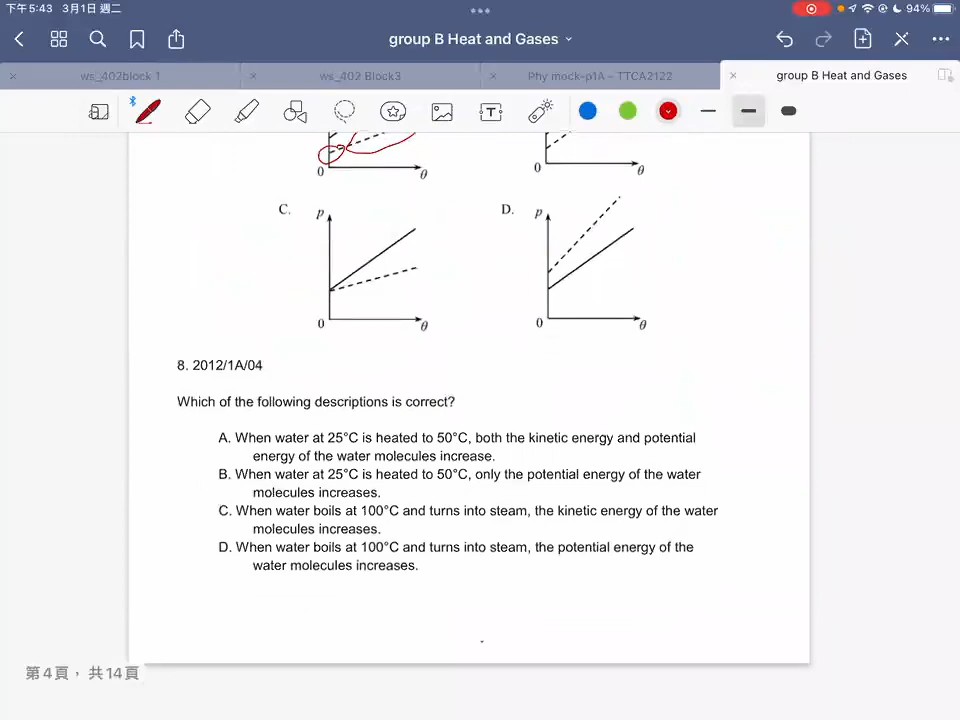 下午5:43 3月1日 週二
94%
group B Heat and Gases
ws_402block 1
ws_402 Block3
Phy mock-p1A – TTCA2122
group B Heat and Gases
0 θ
0 θ
C. p
0 θ
D. p
0 θ
8. 2012/1A/04
Which of the following descriptions is correct?
A. When water at 25°C is heated to 50°C, both the kinetic energy and potential
energy of the water molecules increase.
B. When water at 25°C is heated to 50°C, only the potential energy of the water
molecules increases.
C. When water boils at 100°C and turns into steam, the kinetic energy of the water
molecules increases.
D. When water boils at 100°C and turns into steam, the potential energy of the
water molecules increases.
第4頁，共14頁